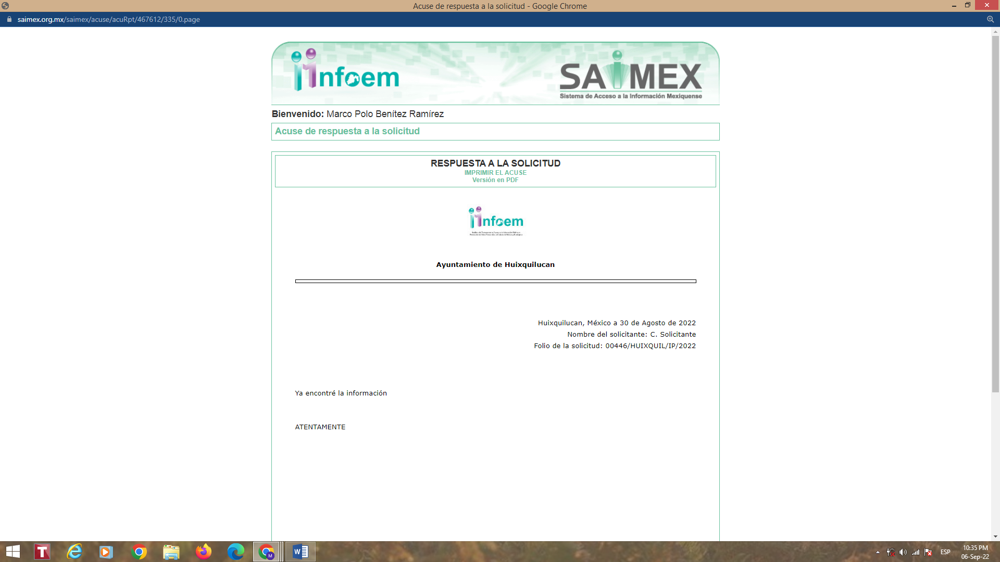 Acuse de respuesta a la solicitud - Google Chrome
saimex.org.mx/saimex/acuse/acuRpt/467612/335/0.page
infoem
SAIMEX
Sistema de Acceso a la Información Mexiquense
Bienvenido: Marco Polo Benítez Ramírez
Acuse de respuesta a la solicitud
RESPUESTA A LA SOLICITUD
IMPRIMIR EL ACUSE
Versión en PDF
infoem
Ayuntamiento de Huixquilucan
Huixquilucan, México a 30 de Agosto de 2022
Nombre del solicitante: C. Solicitante
Folio de la solicitud: 00446/HUIXQUIL/IP/2022
Ya encontré la información
ATENTAMENTE
ESP
10:35 PM
06-Sep-22